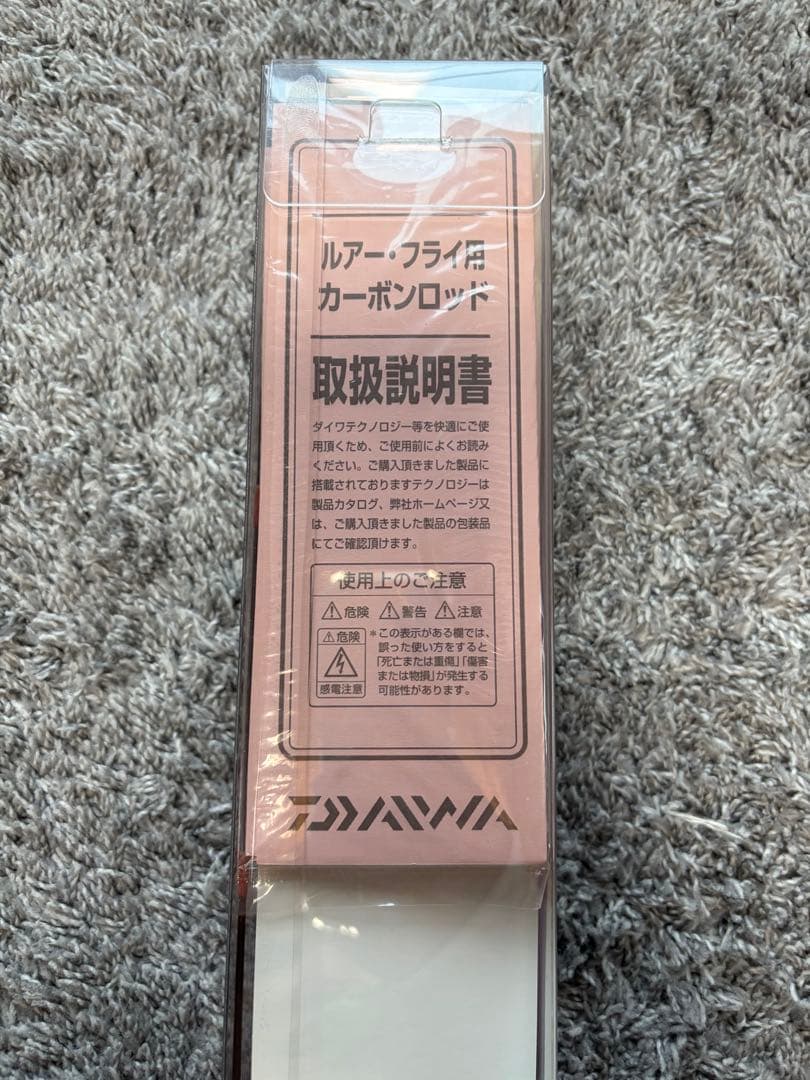 ルアー・フライ用
カーボンロッド
取扱説明書
ダイワテクノロジー等を快適にご使
用頂くため、ご使用前によくお読み
ください。ご購入頂きました製品に
搭載されておりますテクノロジーは
製品カタログ、弊社ホームページ又
は、ご購入頂きました製品の包装品
にてご確認頂けます。
使用上のご注意
⚠危険 ⚠警告 ⚠注意
⚠危険
感電注意
*この表示がある欄では、
誤った使い方をすると
「死亡または重傷」「傷害
または物損」が発生する
可能性があります。
DAIWA